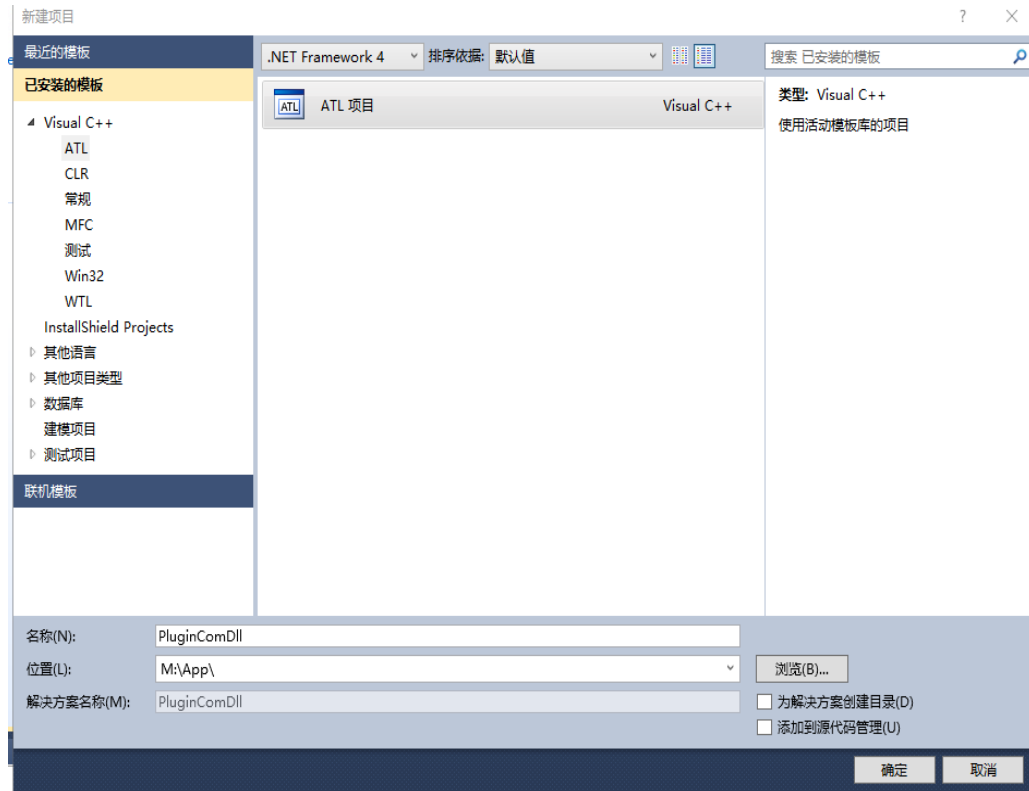 新建项目
最近的模板
.NET Framework 4
排序依据:
默认值
搜索 已安装的模板
已安装的模板
ATL
ATL 项目
Visual C++
类型: Visual C++
使用活动模板库的项目
Visual C++
ATL
CLR
常规
MFC
测试
Win32
WTL
InstallShield Projects
其他语言
其他项目类型
数据库
建模项目
测试项目
联机模板
名称(N):
PluginComDll
位置(L):
M:\App\
浏览(B)...
解决方案名称(M):
PluginComDll
为解决方案创建目录(D)
添加到源代码管理(U)
确定
取消